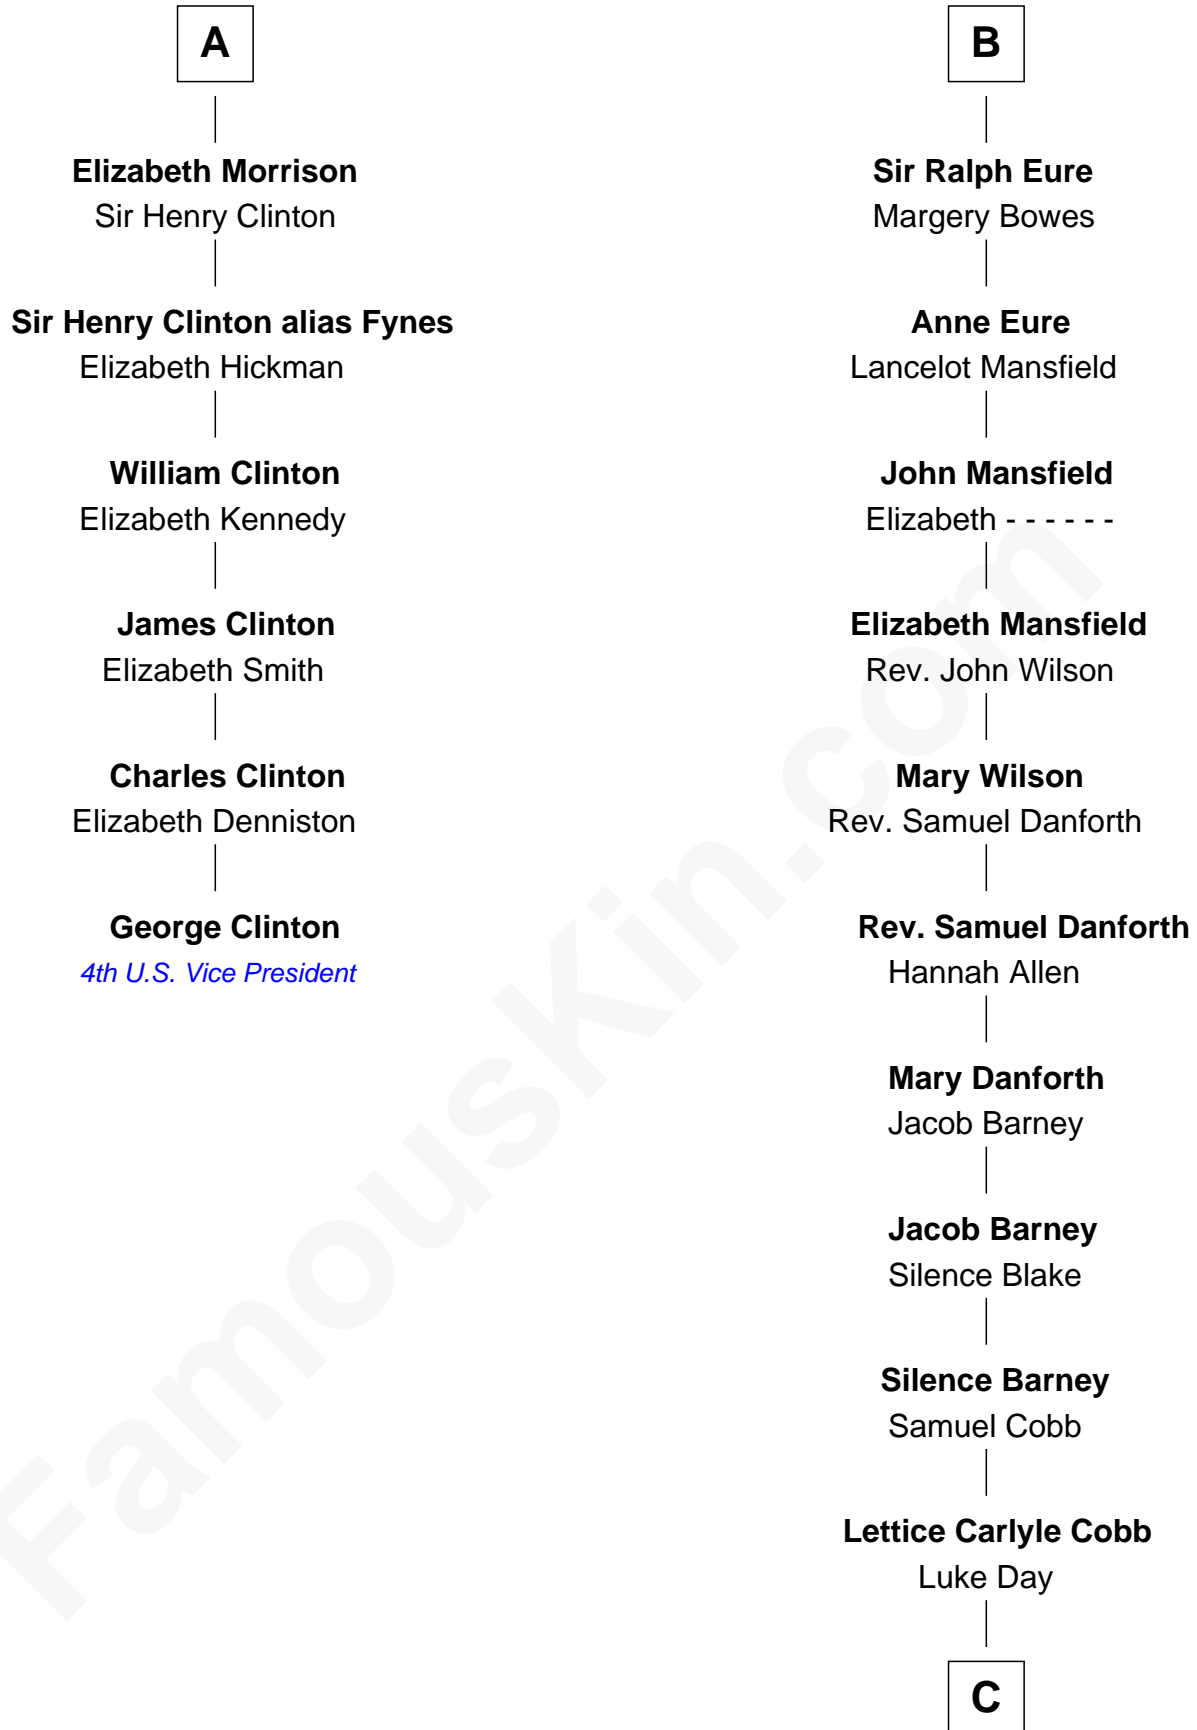 A
Elizabeth Morrison
Sir Henry Clinton
Sir Henry Clinton alias Fynes
Elizabeth Hickman
William Clinton
Elizabeth Kennedy
James Clinton
Elizabeth Smith
Charles Clinton
Elizabeth Denniston
George Clinton
4th U.S. Vice President
B
Sir Ralph Eure
Margery Bowes
Anne Eure
Lancelot Mansfield
John Mansfield
Elizabeth - - - - - -
Elizabeth Mansfield
Rev. John Wilson
Mary Wilson
Rev. Samuel Danforth
Rev. Samuel Danforth
Hannah Allen
Mary Danforth
Jacob Barney
Jacob Barney
Silence Blake
Silence Barney
Samuel Cobb
Lettice Carlyle Cobb
Luke Day
C
FamousKin.com